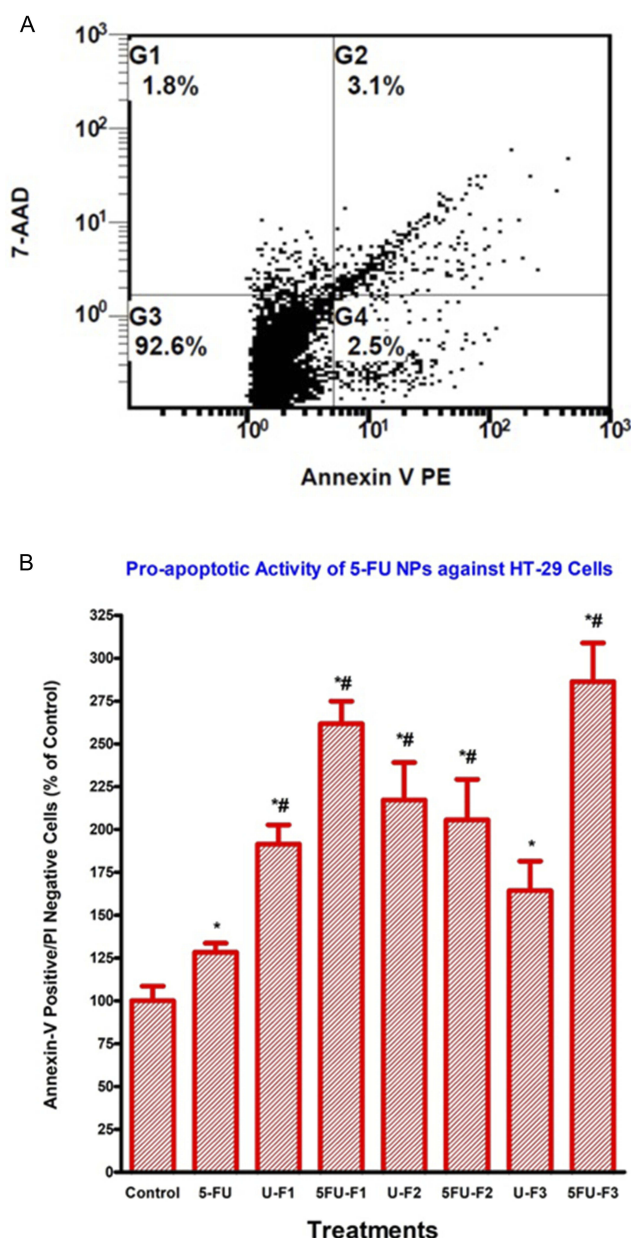 A
10³
G1
1.8%
G2
3.1%
10²
10¹
10⁰
G3
92.6%
G4
2.5%
7-AAD
10⁰ 10¹ 10² 10³
Annexin V PE
B
Pro-apoptotic Activity of 5-FU NPs against HT-29 Cells
Annexin-V Positive/PI Negative Cells (% of Control)
325
300
275
250
225
200
175
150
125
100
75
50
25
0
*
*#
*#
*#
*#
*
*#
Control 5-FU U-F1 5FU-F1 U-F2 5FU-F2 U-F3 5FU-F3
Treatments